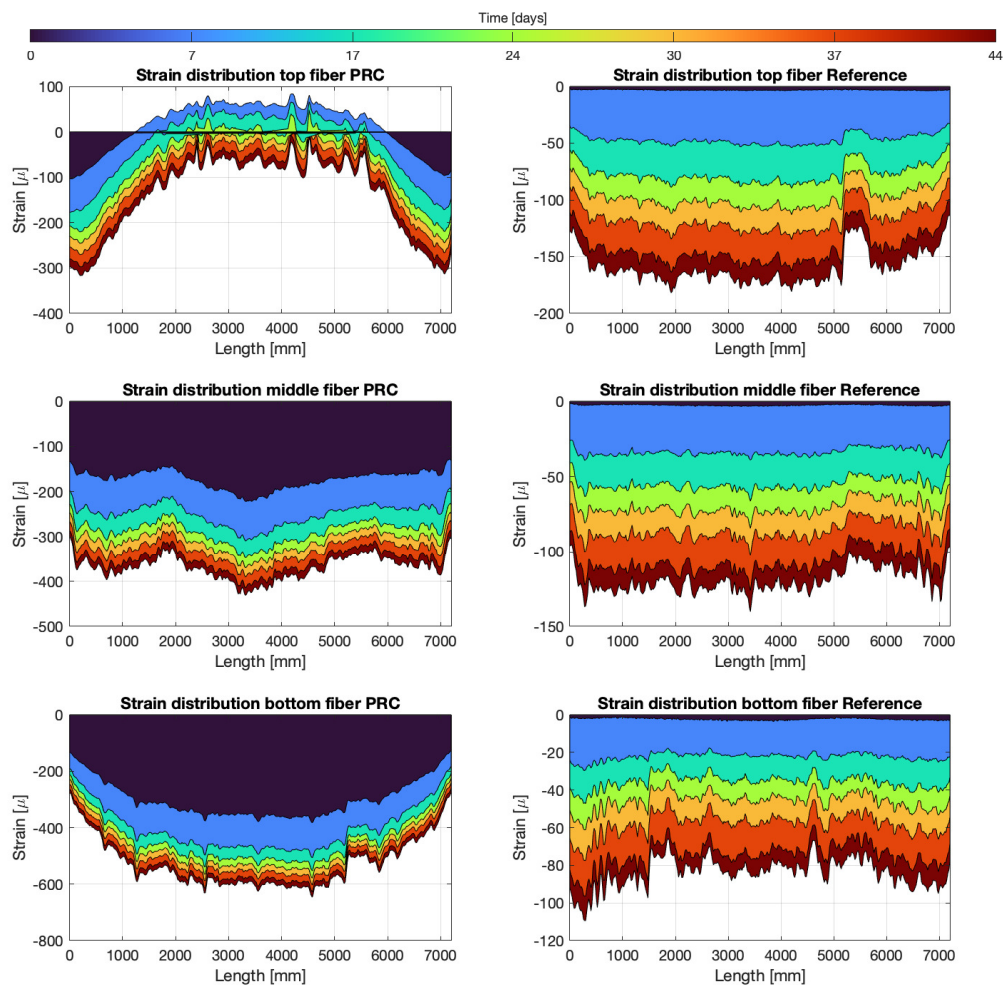 Time [days]
0 7 17 24 30 37 44
Strain distribution top fiber PRC
100
0
-100
-200
-300
-400
Strain [μ]
0 1000 2000 3000 4000 5000 6000 7000
Length [mm]
Strain distribution top fiber Reference
0
-50
-100
-150
-200
Strain [μ]
0 1000 2000 3000 4000 5000 6000 7000
Length [mm]
Strain distribution middle fiber PRC
0
-100
-200
-300
-400
-500
Strain [μ]
0 1000 2000 3000 4000 5000 6000 7000
Length [mm]
Strain distribution middle fiber Reference
0
-50
-100
-150
Strain [μ]
0 1000 2000 3000 4000 5000 6000 7000
Length [mm]
Strain distribution bottom fiber PRC
0
-200
-400
-600
-800
Strain [μ]
0 1000 2000 3000 4000 5000 6000 7000
Length [mm]
Strain distribution bottom fiber Reference
0
-20
-40
-60
-80
-100
-120
Strain [μ]
0 1000 2000 3000 4000 5000 6000 7000
Length [mm]